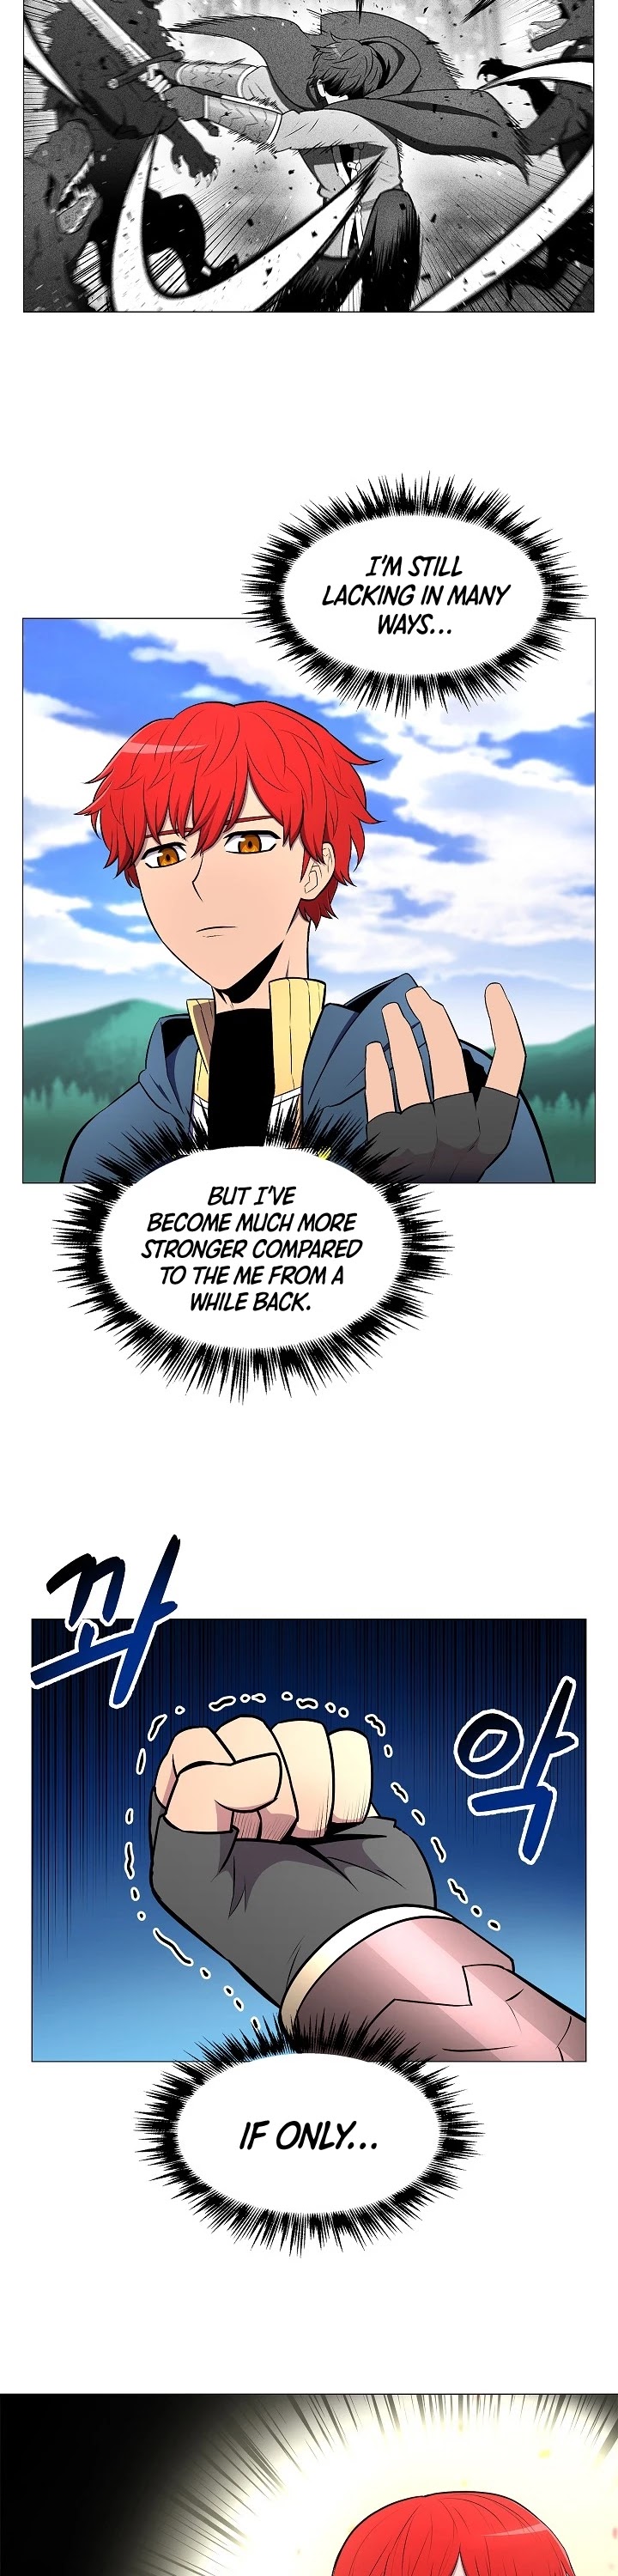 I'M STILL
LACKING IN MANY
WAYS...
BUT I'VE
BECOME MUCH MORE
STRONGER COMPARED
TO THE ME FROM A
WHILE BACK.
꽈
악
IF ONLY...